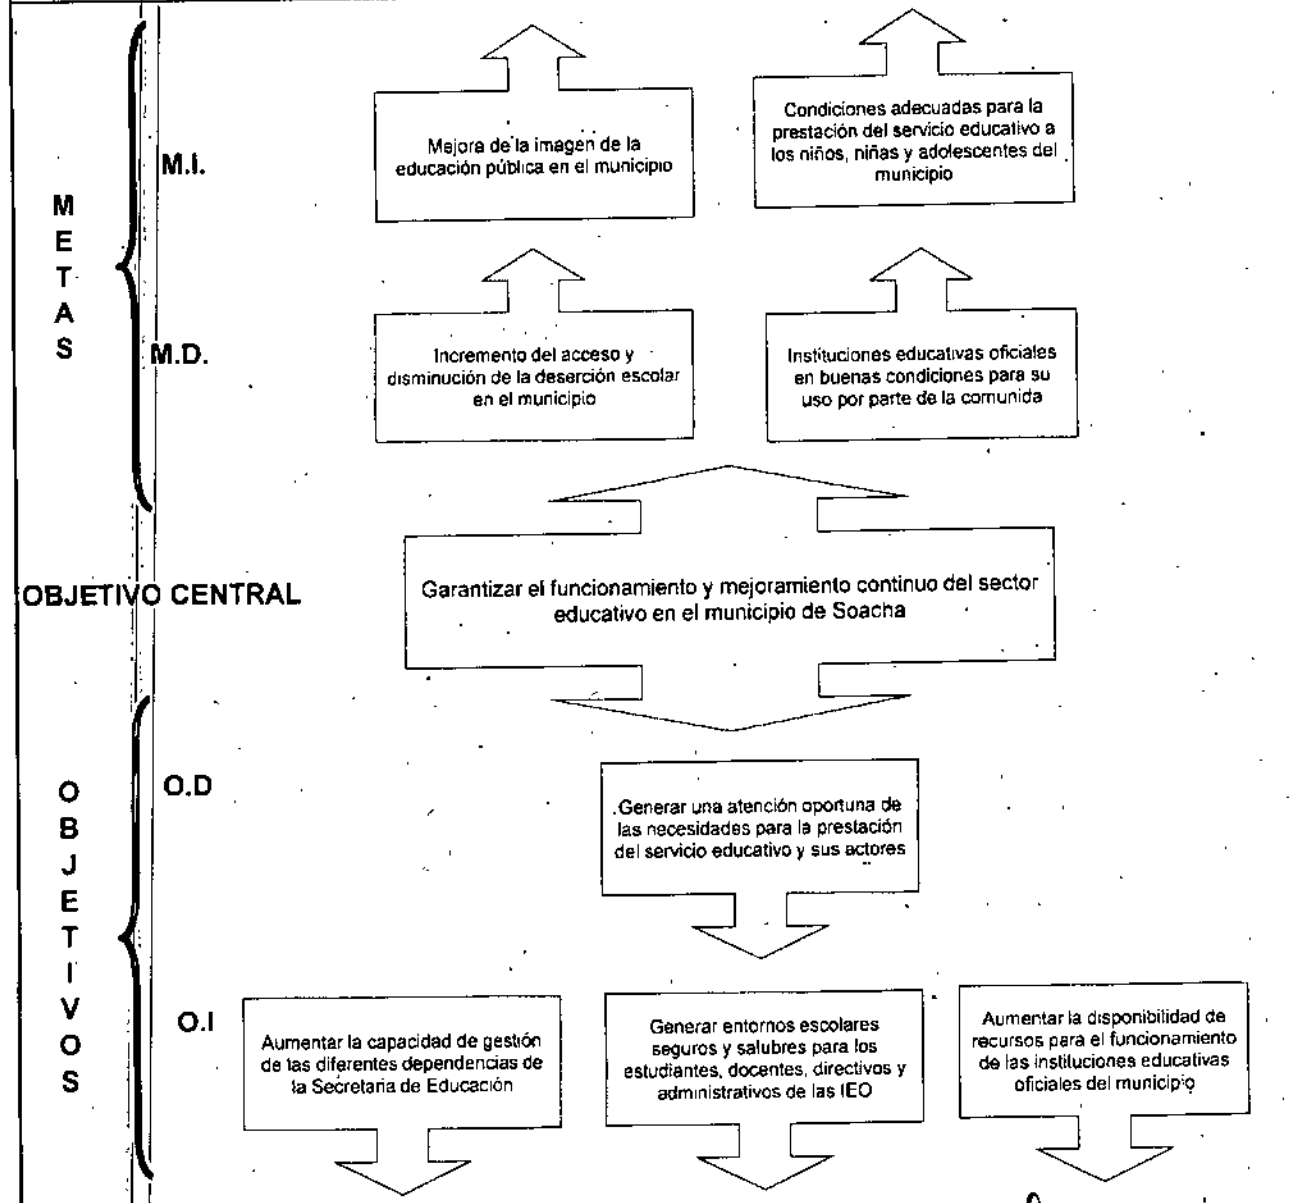 Mejora de la imagen de la
educación pública en el municipio
Condiciones adecuadas para la
prestación del servicio educativo a
los niños, niñas y adolescentes del
municipio
M.I.
METAS
M.D.
Incremento del acceso y
disminución de la deserción escolar
en el municipio
Instituciones educativas oficiales
en buenas condiciones para su
uso por parte de la comunida
OBJETIVO CENTRAL
Garantizar el funcionamiento y mejoramiento continuo del sector
educativo en el municipio de Soacha
OBJETIVOS
O.D
Generar una atención oportuna de
las necesidades para la prestación
del servicio educativo y sus actores
O.I
Aumentar la capacidad de gestión
de las diferentes dependencias de
la Secretaria de Educación
Generar entornos escolares
seguros y salubres para los
estudiantes, docentes, directivos y
administrativos de las IEO
Aumentar la disponibilidad de
recursos para el funcionamiento
de las instituciones educativas
oficiales del municipio